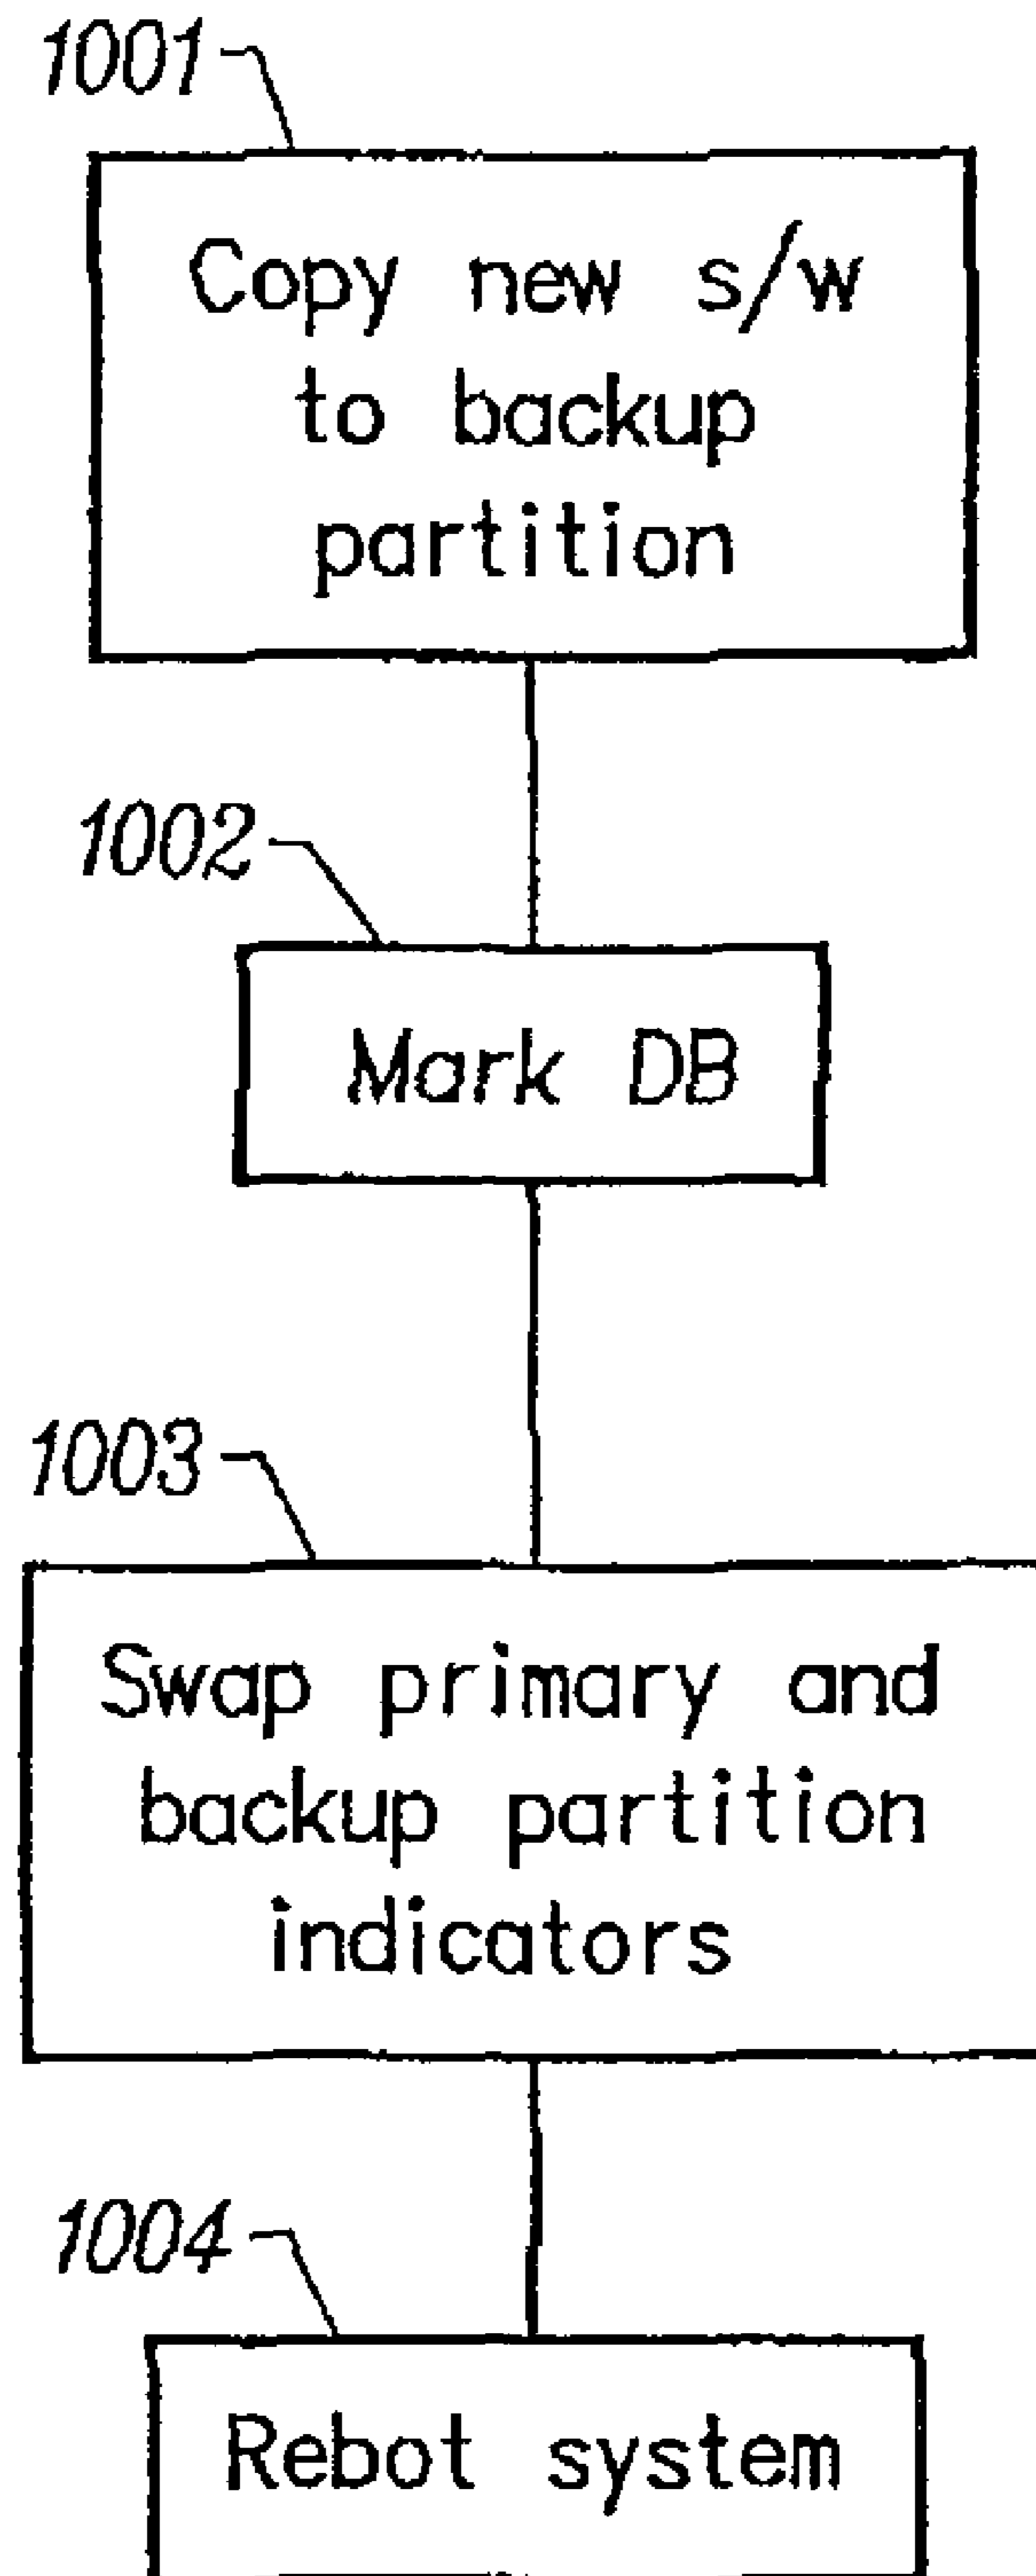 1001
Copy new s/w
to backup
partition
1002
Mark DB
1003
Swap primary and
backup partition
indicators
1004
Rebot system